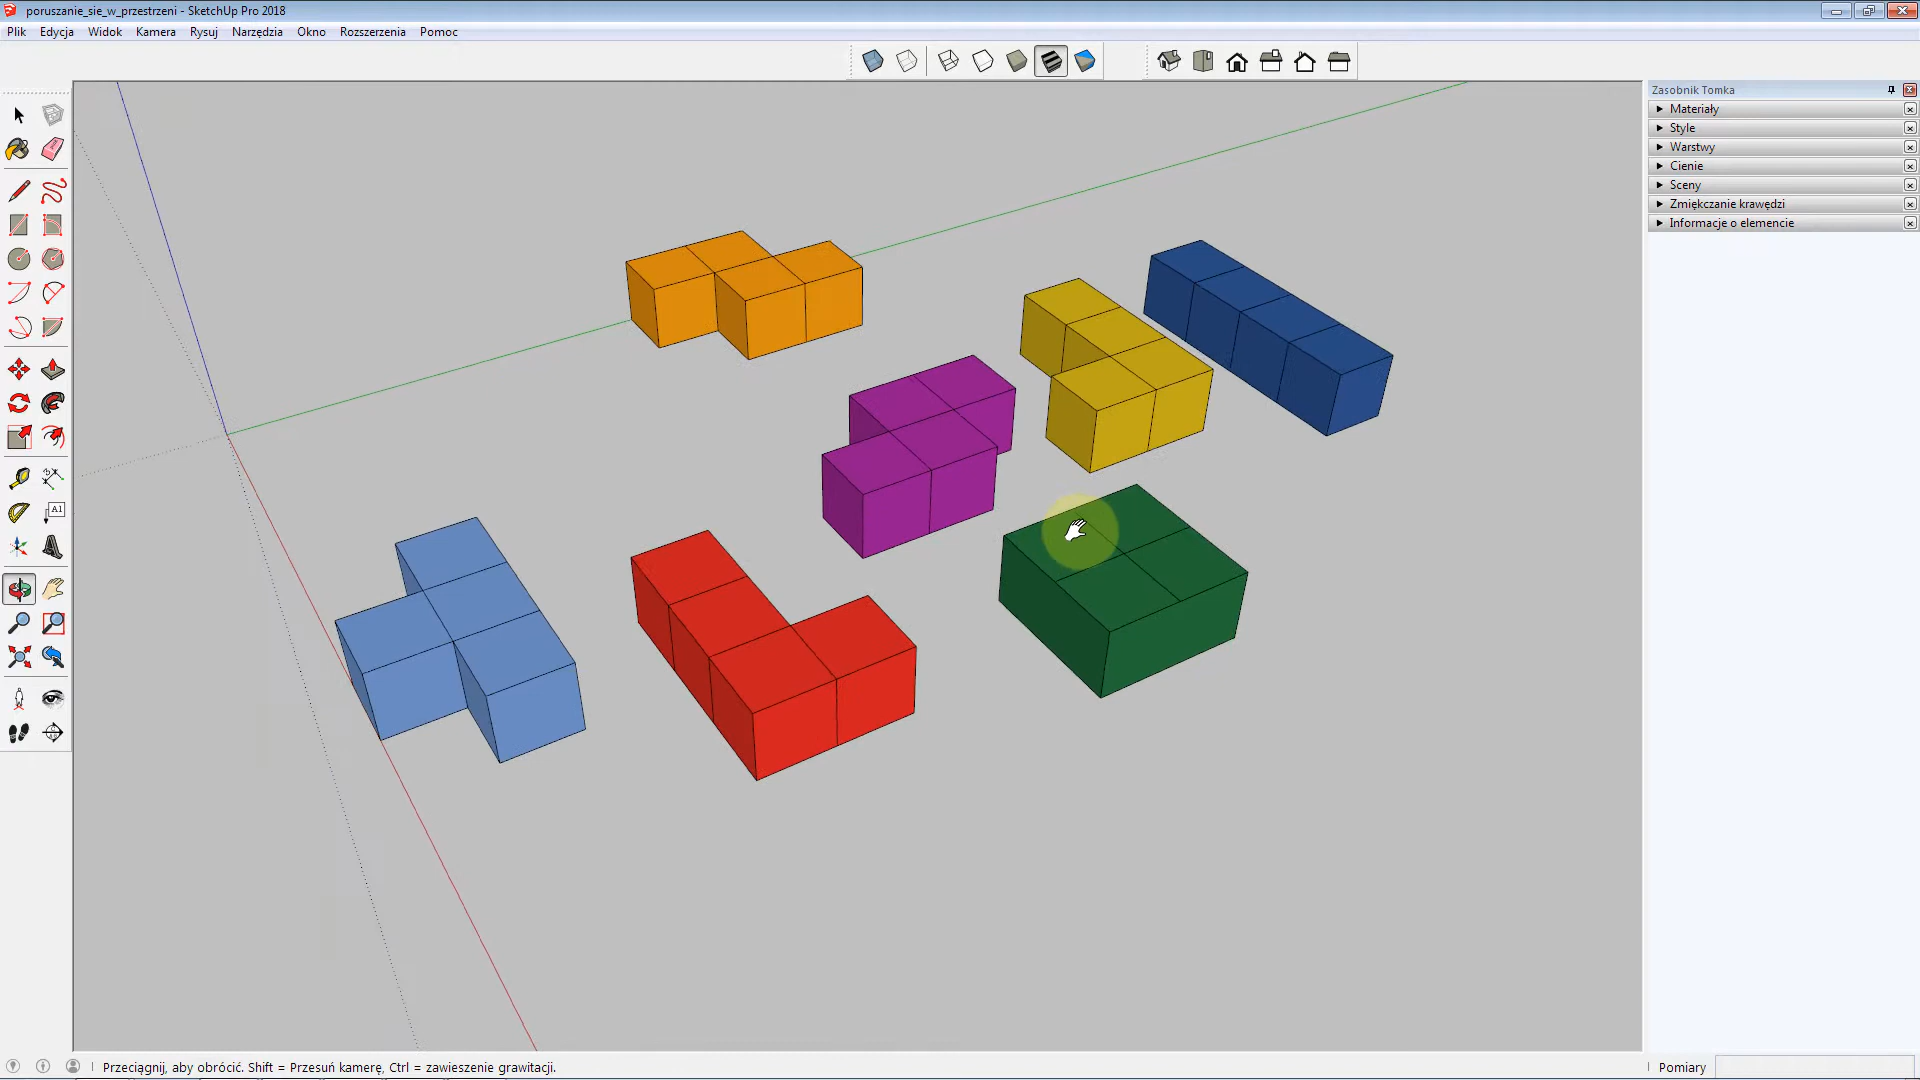 poruszanie_sie_w_przestrzeni - SketchUp Pro 2018
Plik Edycja Widok Kamera Rysuj Narzędzia Okno Rozszerzenia Pomoc
Zasobnik Tomka
Materiały
Style
Warstwy
Cienie
Sceny
Zmiękczanie krawędzi
Informacje o elemencie
A1
Przeciągnij, aby obrócić. Shift = Przesuń kamerę, Ctrl = zawieszenie grawitacji.
Pomiary